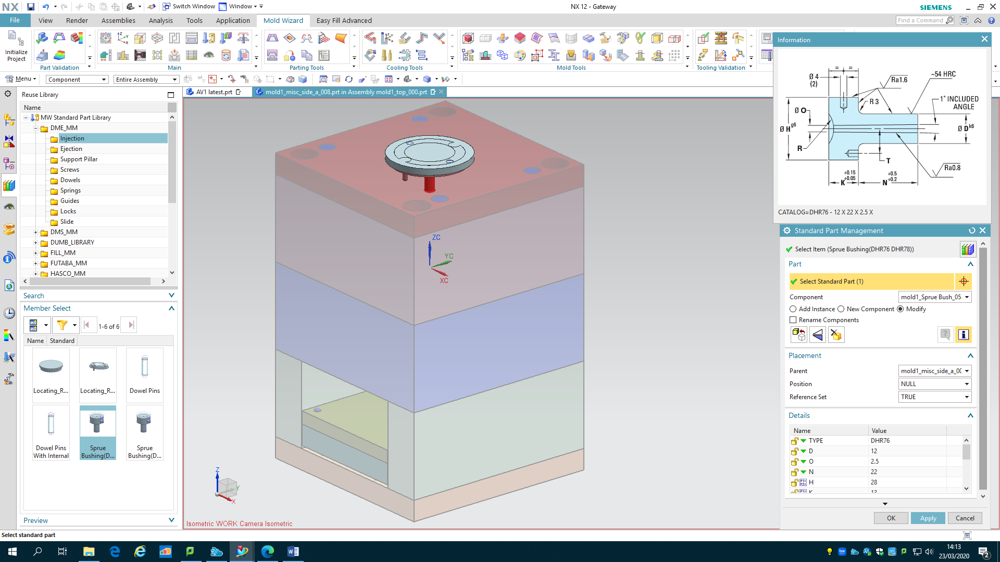 NX
Switch Window
Window
NX 12 - Gateway
SIEMENS
File
View
Render
Assemblies
Analysis
Tools
Application
Mold Wizard
Easy Fill Advanced
Find a Command
Initialize
Project
Part Validation
Main
Parting Tools
Cooling Tools
Mold Tools
Tooling Validation
Menu
Component
Entire Assembly
Reuse Library
AV1 latest.prt
mold1_misc_side_a_008.prt in Assembly mold1_top_000.prt
Name
MW Standard Part Library
DME_MM
Injection
Ejection
Support Pillar
Screws
Dowels
Springs
Guides
Locks
Slide
DMS_MM
DUMB_LIBRARY
FILL_MM
FUTABA_MM
HASCO_MM
Search
Member Select
1-6 of 6
Name
Standard
Locating_R...
Locating_R...
Dowel Pins
Dowel Pins
With Internal
Sprue
Bushing(D...
Sprue
Bushing(D...
Preview
ZC
YC
XC
Z
Y
X
Isometric WORK Camera Isometric
Information
= =
Ø 4
(2)
Ra1.6
~54 HRC
R 3
1° INCLUDED
ANGLE
Ø O
Ø H g6
Ø D k6
R
T
Ra0.8
+0.15
K +0.05
+0.5
N +0.2
CATALOG=DHR76 - 12 X 22 X 2.5 X
Standard Part Management
Select Item (Sprue Bushing(DHR76 DHR78))
Part
Select Standard Part (1)
Component
mold1_Sprue Bush_05
Add Instance
New Component
Modify
Rename Components
Placement
Parent
mold1_misc_side_a_00
Position
NULL
Reference Set
TRUE
Details
Name
Value
TYPE
DHR76
D
12
O
2.5
N
22
H
28
K
13
OK
Apply
Cancel
Select standard part
14:13
23/03/2020
2